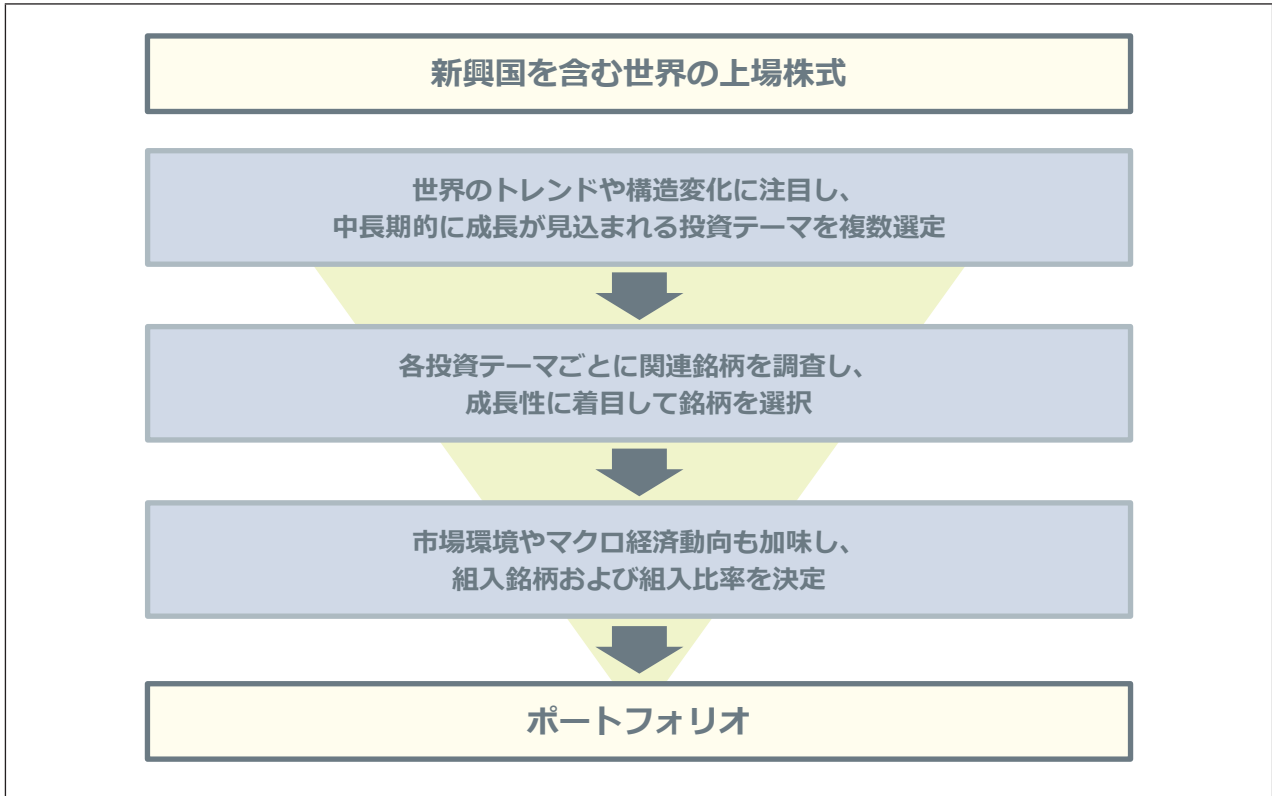 新興国を含む世界の上場株式
世界のトレンドや構造変化に注目し、
中長期的に成長が見込まれる投資テーマを複数選定
各投資テーマごとに関連銘柄を調査し、
成長性に着目して銘柄を選択
市場環境やマクロ経済動向も加味し、
組入銘柄および組入比率を決定
ポートフォリオ